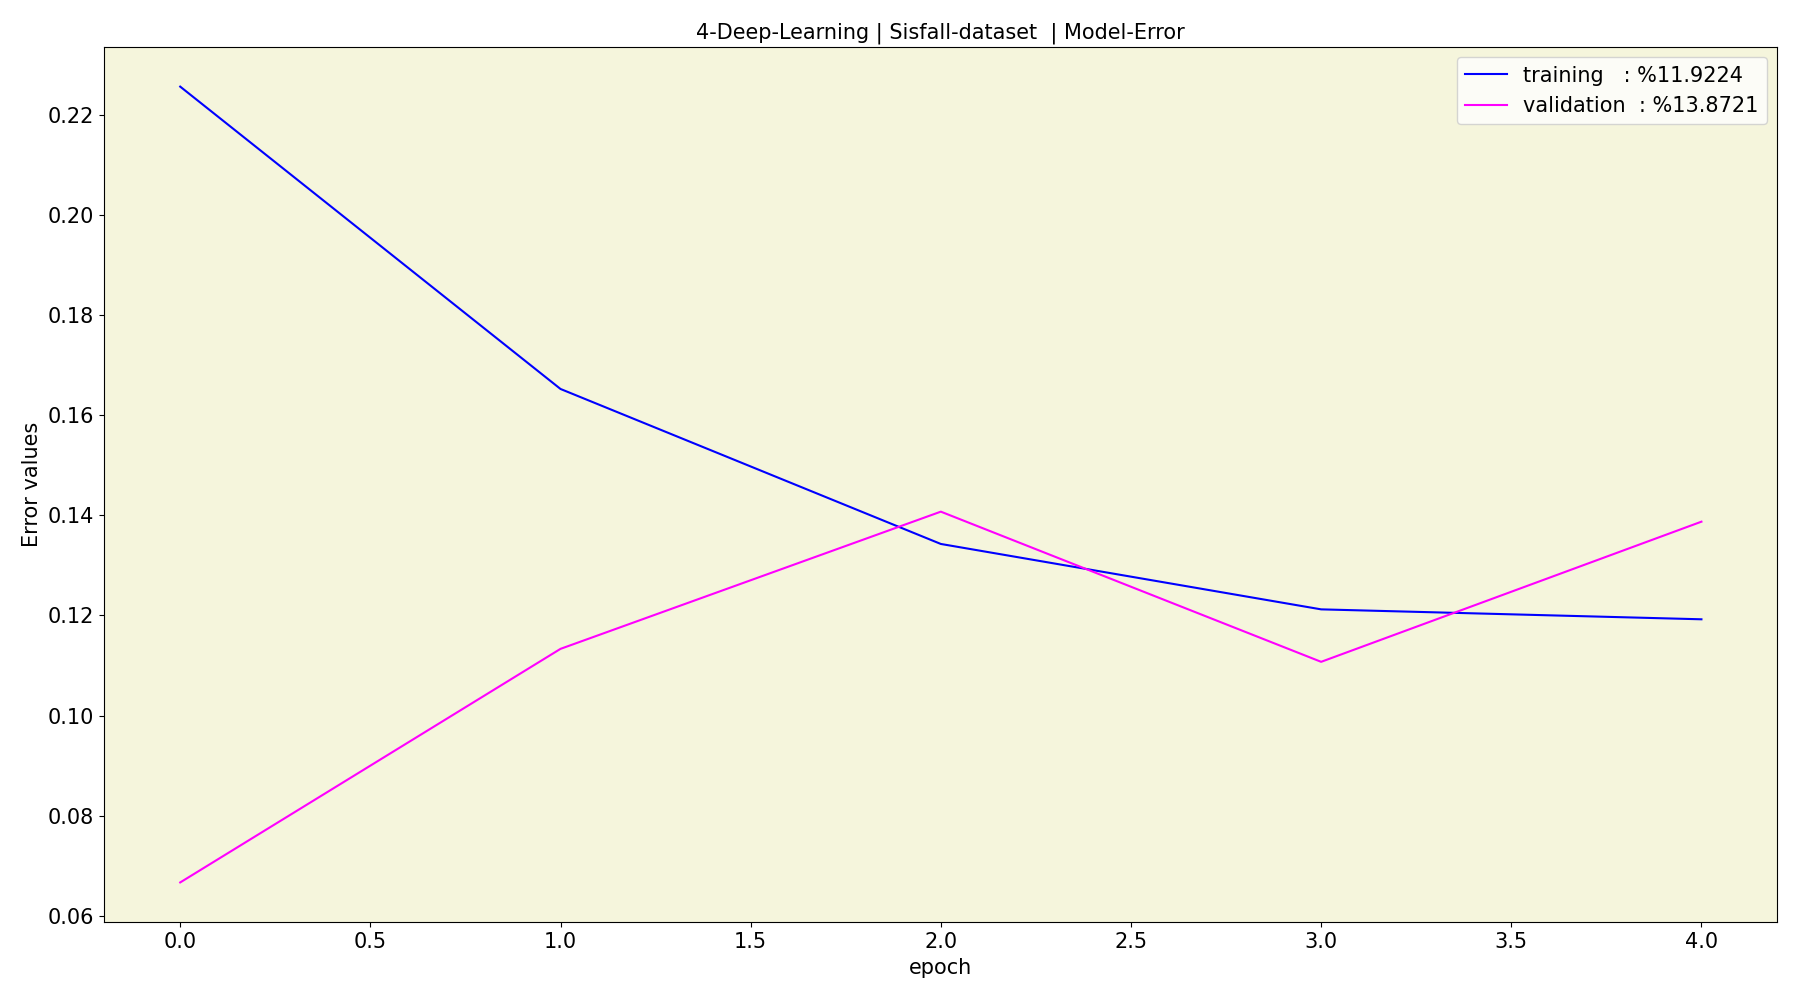 4-Deep-Learning | Sisfall-dataset  | Model-Error
training   : %11.9224
validation  : %13.8721
Error values
0.22
0.20
0.18
0.16
0.14
0.12
0.10
0.08
0.06
0.0 0.5 1.0 1.5 2.0 2.5 3.0 3.5 4.0
epoch